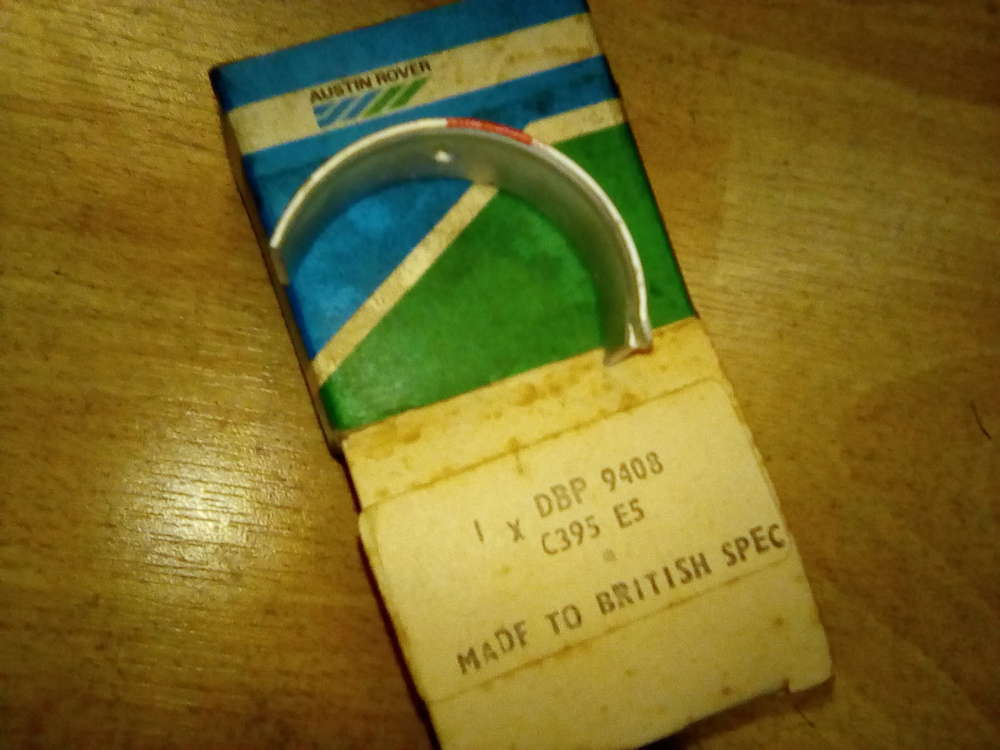 AUSTIN ROVER
1 x DBP 9408
C395 E5
MADE TO BRITISH SPEC